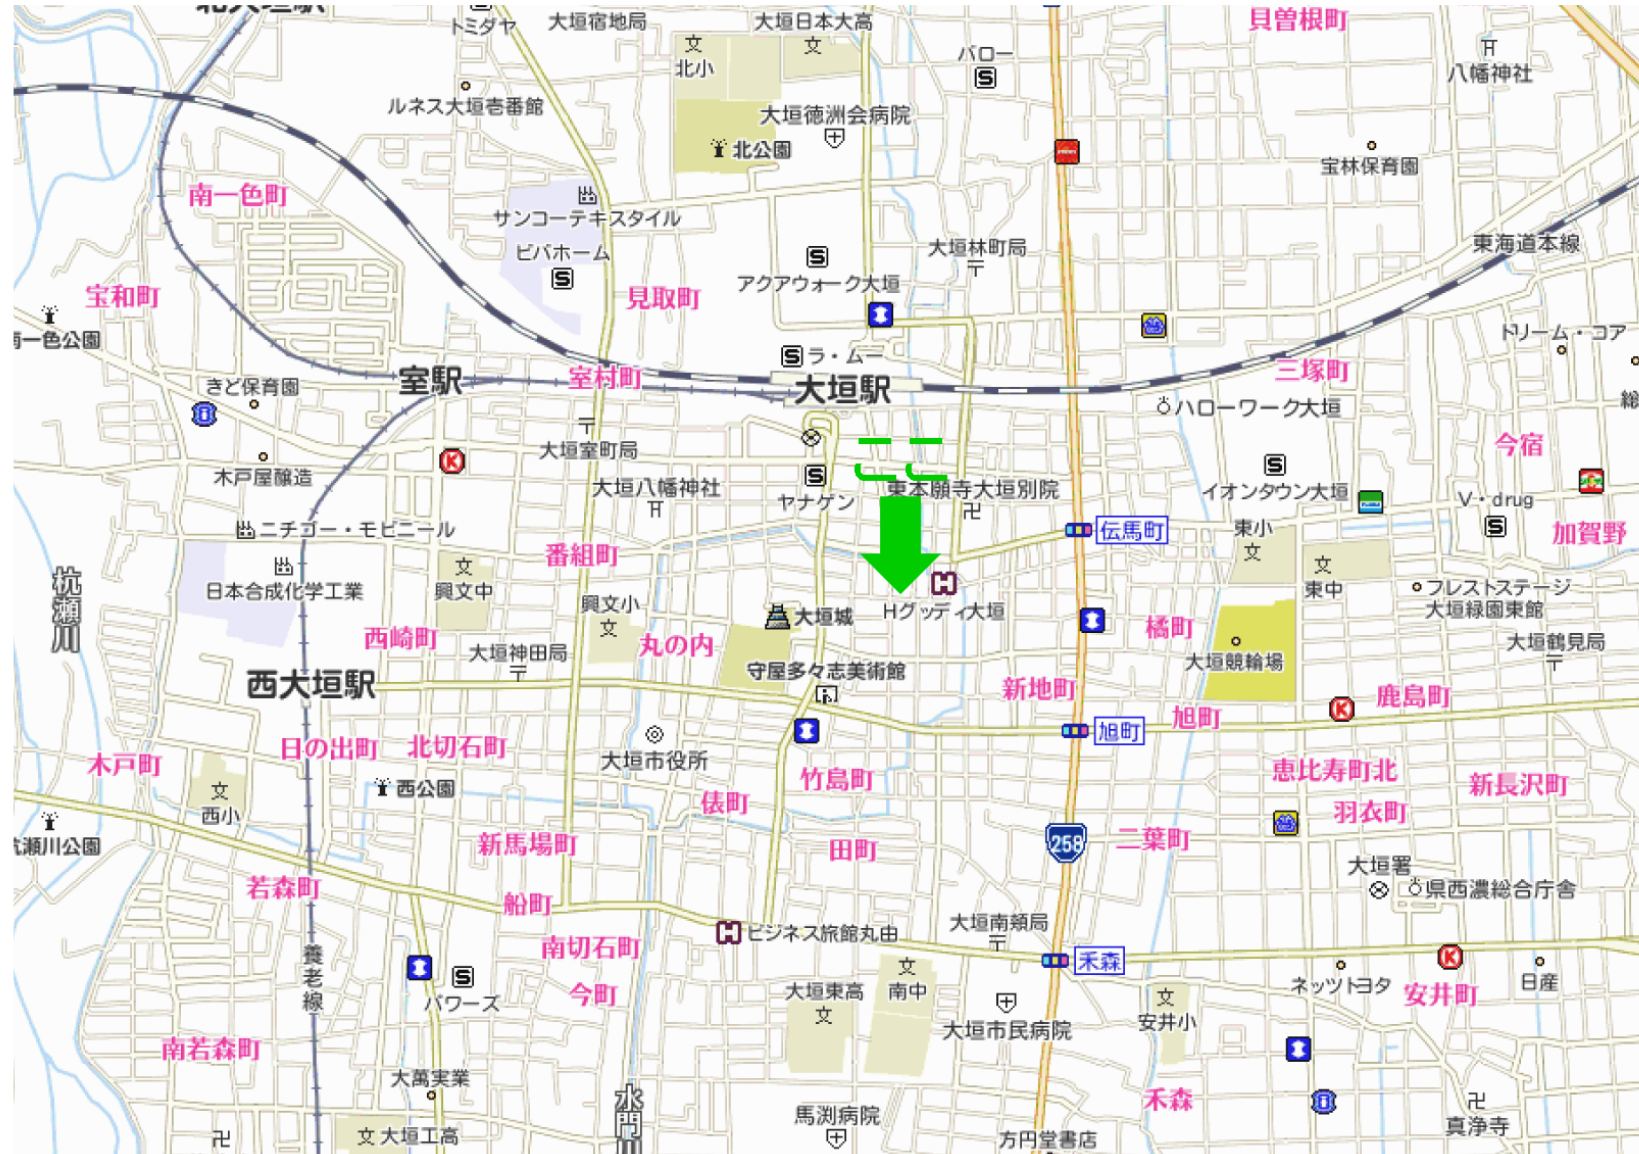 北大垣駅
トミダヤ
大垣宿地局
大垣日本大高
貝曽根町
北小
バロー
八幡神社
ルネス大垣壱番館
大垣徳洲会病院
北公園
宝林保育園
南一色町
サンコーテキスタイル
ビバホーム
大垣林町局
東海道本線
アクアウォーク大垣
宝和町
見取町
南一色公園
ドリーム・コア
ラ・ムー
室駅
室村町
大垣駅
三塚町
きど保育園
ハローワーク大垣
総
大垣室町局
今宿
木戸屋醸造
大垣八幡神社
ヤナゲン
東本願寺大垣別院
イオンタウン大垣
V・drug
ニチゴー・モビニール
伝馬町
東小
加賀野
番組町
杭瀬川
日本合成化学工業
興文中
東中
フレストステージ
大垣緑園東館
興文小
大垣城
Hグッディ大垣
西崎町
橘町
丸の内
大垣神田局
大垣鶴見局
守屋多々志美術館
大垣競輪場
西大垣駅
新地町
鹿島町
旭町
旭町
日の出町
北切石町
大垣市役所
木戸町
竹島町
恵比寿町北
新長沢町
西公園
俵町
羽衣町
西小
258
新馬場町
田町
二葉町
杭瀬川公園
大垣署
若森町
県西濃総合庁舎
船町
ビジネス旅館丸由
大垣南頬局
南切石町
養老線
禾森
大垣東高
南中
今町
ネッツトヨタ
安井町
日産
パワーズ
大垣市民病院
安井小
南若森町
大萬実業
水門川
馬渕病院
禾森
真浄寺
大垣工高
方円堂書店